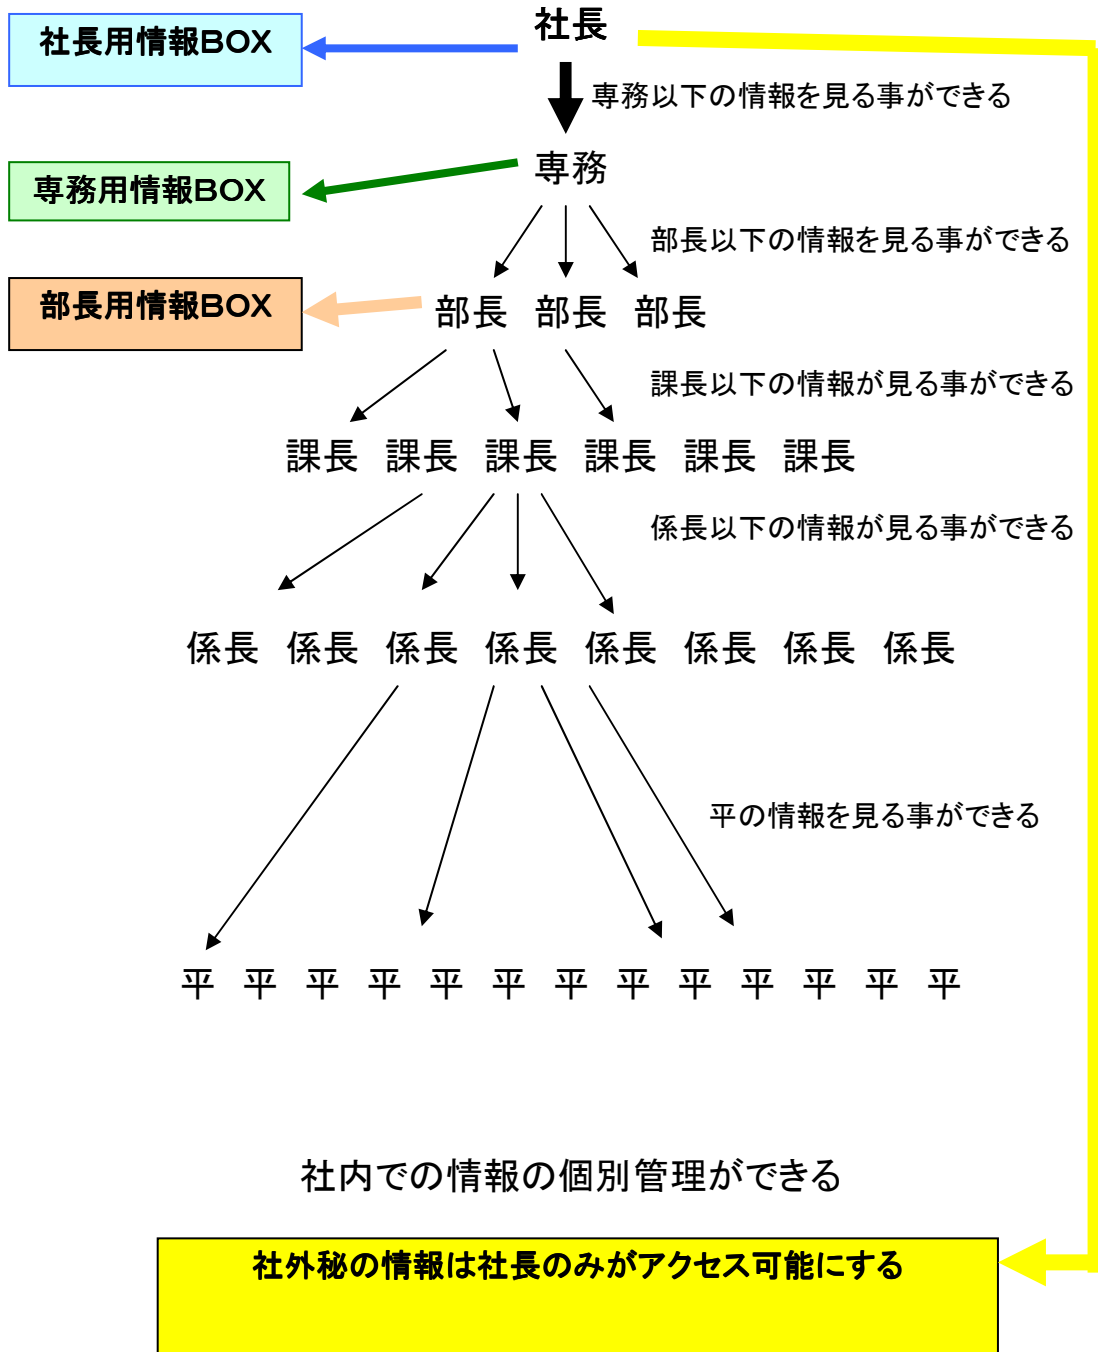 社長
社長用情報BOX
専務以下の情報を見る事ができる
専務
専務用情報BOX
部長以下の情報を見る事ができる
部長用情報BOX
部長 部長 部長
課長以下の情報が見る事ができる
課長 課長 課長 課長 課長 課長
係長以下の情報が見る事ができる
係長 係長 係長 係長 係長 係長 係長 係長
平の情報を見る事ができる
平 平 平 平 平 平 平 平 平 平 平 平 平
社内での情報の個別管理ができる
社外秘の情報は社長のみがアクセス可能にする